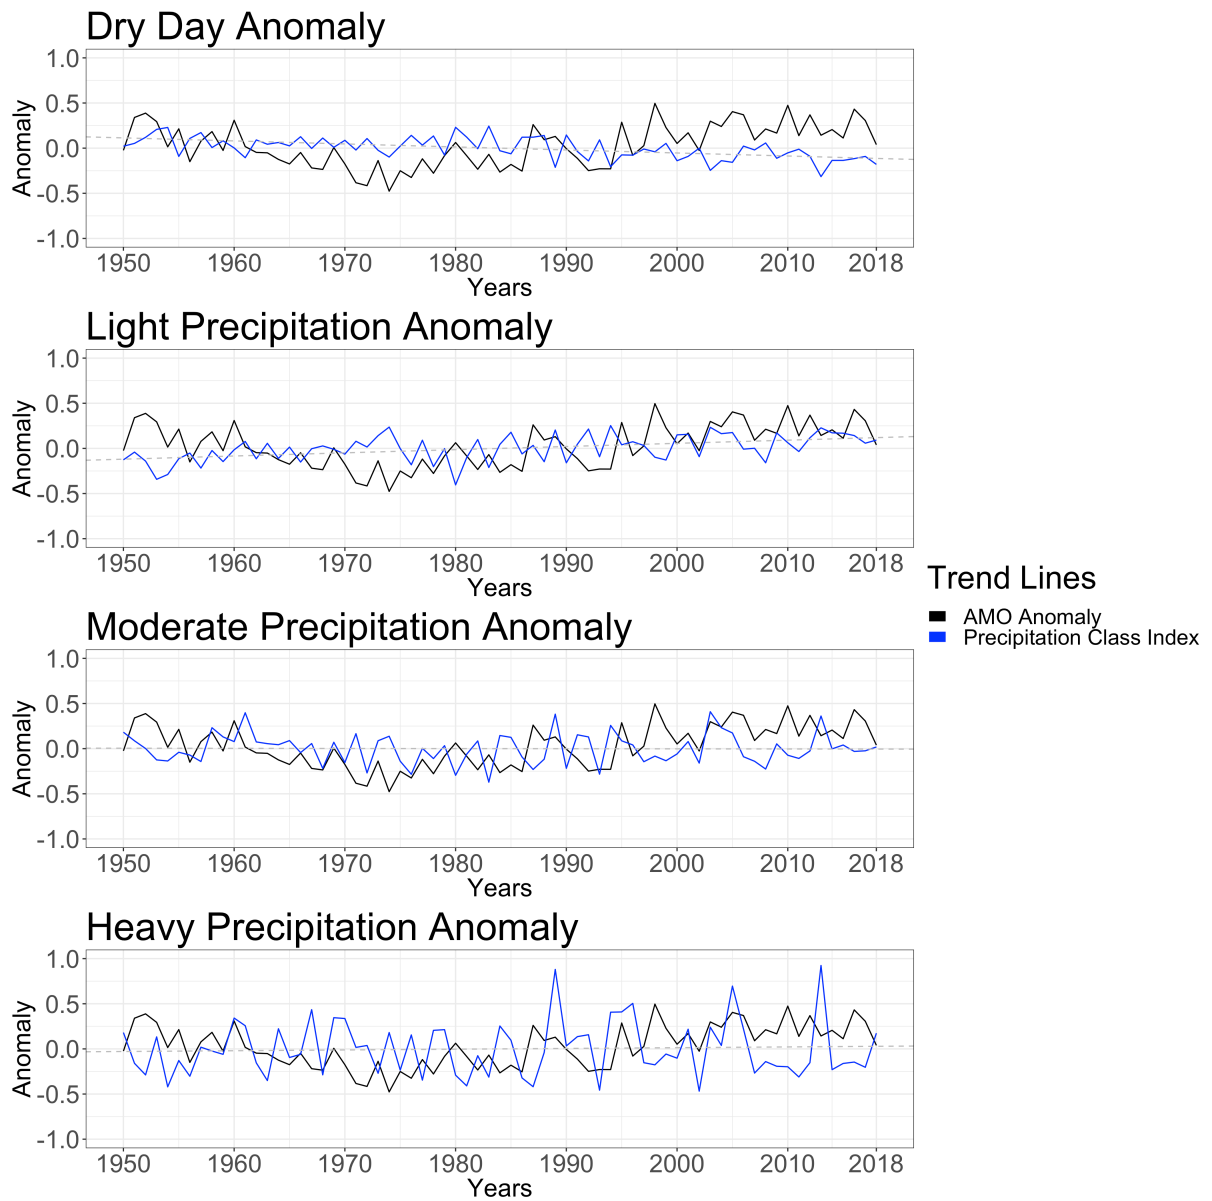 Dry Day Anomaly
1.0
0.5
0.0
-0.5
-1.0
Anomaly
1950 1960 1970 1980 1990 2000 2010 2018
Years
Light Precipitation Anomaly
1.0
0.5
0.0
-0.5
-1.0
Anomaly
1950 1960 1970 1980 1990 2000 2010 2018
Years
Moderate Precipitation Anomaly
1.0
0.5
0.0
-0.5
-1.0
Anomaly
1950 1960 1970 1980 1990 2000 2010 2018
Years
Heavy Precipitation Anomaly
1.0
0.5
0.0
-0.5
-1.0
Anomaly
1950 1960 1970 1980 1990 2000 2010 2018
Years
Trend Lines
AMO Anomaly
Precipitation Class Index